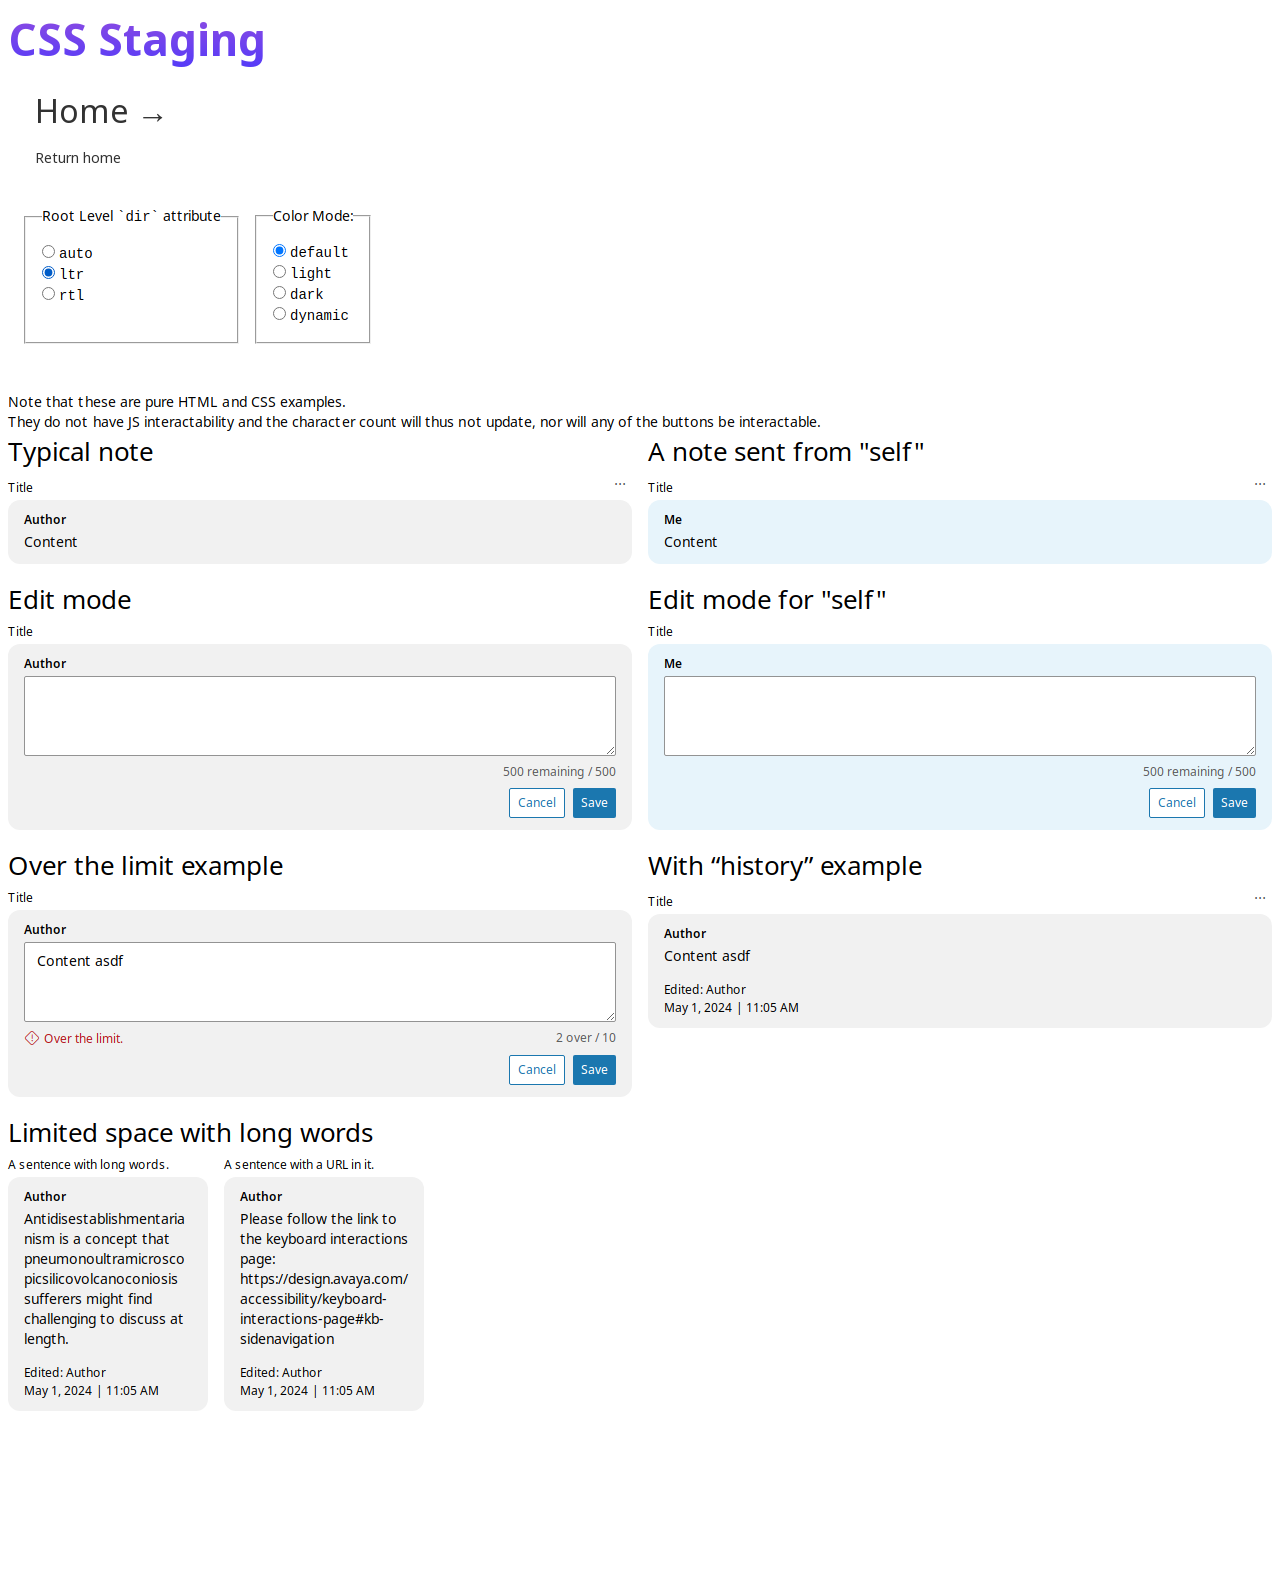 CSS Staging
Home →
Return home
Root Level `dir` attribute
auto
ltr
rtl
Color Mode:
default
light
dark
dynamic
Note that these are pure HTML and CSS examples.
They do not have JS interactability and the character count will thus not update, nor will any of the buttons be interactable.
Typical note
Title
...
Author
Content
A note sent from "self"
Title
...
Me
Content
Edit mode
Title
Author
500 remaining / 500
Cancel Save
Edit mode for "self"
Title
Me
500 remaining / 500
Cancel Save
Over the limit example
Title
Author
Content asdf
Over the limit.
2 over / 10
Cancel Save
With “history” example
Title
...
Author
Content asdf
Edited: Author
May 1, 2024 | 11:05 AM
Limited space with long words
A sentence with long words.
Author
Antidisestablishmentaria
nism is a concept that
pneumonoultramicrosco
picsilicovolcanoconiosis
sufferers might find
challenging to discuss at
length.
Edited: Author
May 1, 2024 | 11:05 AM
A sentence with a URL in it.
Author
Please follow the link to
the keyboard interactions
page:
https://design.avaya.com/
accessibility/keyboard-
interactions-page#kb-
sidenavigation
Edited: Author
May 1, 2024 | 11:05 AM